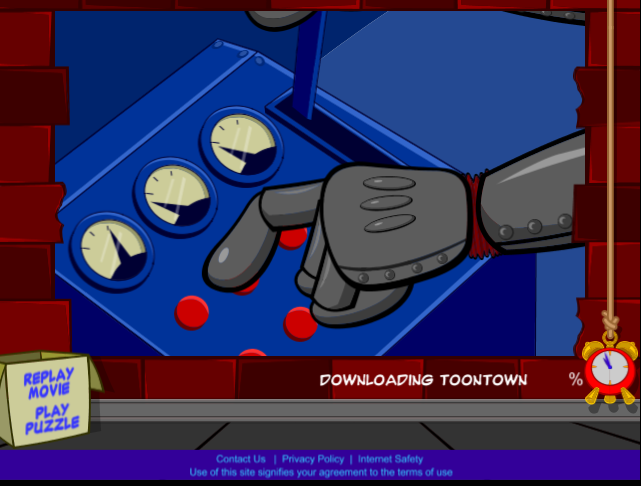 DOWNLOADING TOONTOWN %
REPLAY
MOVIE
PLAY
PUZZLE
Contact Us | Privacy Policy | Internet Safety
Use of this site signifies your agreement to the terms of use